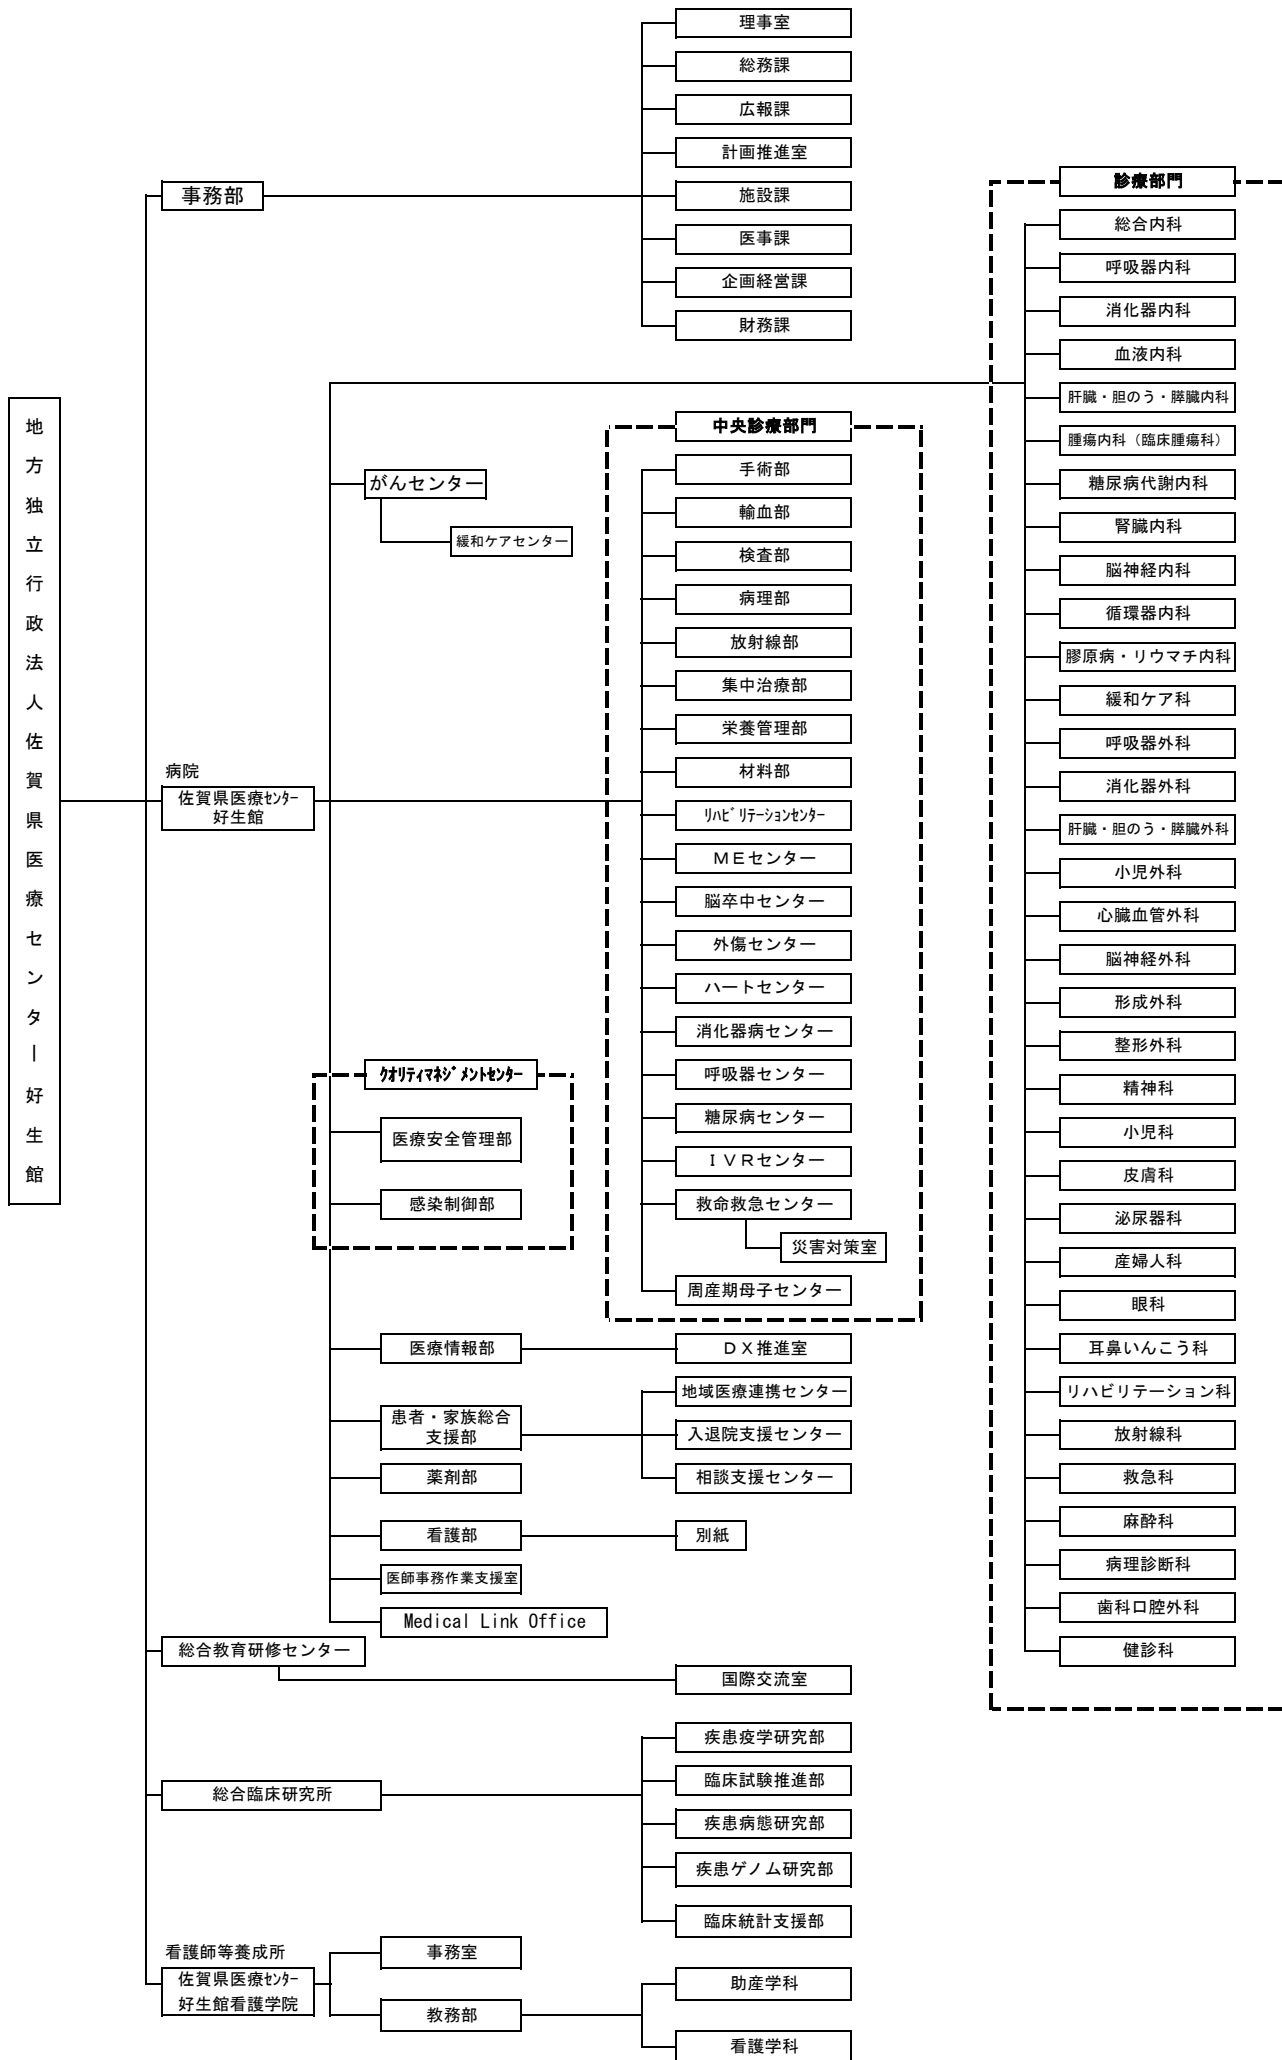 地方独立行政法人佐賀県医療センター好生館
事務部
理事室
総務課
広報課
計画推進室
施設課
医事課
企画経営課
財務課
病院
佐賀県医療ｾﾝﾀｰ
好生館
がんセンター
緩和ケアセンター
中央診療部門
手術部
輸血部
検査部
病理部
放射線部
集中治療部
栄養管理部
材料部
ﾘﾊﾋﾞﾘﾃｰｼｮﾝｾﾝﾀｰ
ＭＥセンター
脳卒中センター
外傷センター
ハートセンター
消化器病センター
呼吸器センター
糖尿病センター
ＩＶＲセンター
救命救急センター
災害対策室
周産期母子センター
ｸｵﾘﾃｨﾏﾈｼﾞﾒﾝﾄｾﾝﾀｰ
医療安全管理部
感染制御部
医療情報部
ＤＸ推進室
患者・家族総合
支援部
地域医療連携センター
入退院支援センター
相談支援センター
薬剤部
看護部
別紙
医師事務作業支援室
Medical Link Office
診療部門
総合内科
呼吸器内科
消化器内科
血液内科
肝臓・胆のう・膵臓内科
腫瘍内科（臨床腫瘍科）
糖尿病代謝内科
腎臓内科
脳神経内科
循環器内科
膠原病・リウマチ内科
緩和ケア科
呼吸器外科
消化器外科
肝臓・胆のう・膵臓外科
小児外科
心臓血管外科
脳神経外科
形成外科
整形外科
精神科
小児科
皮膚科
泌尿器科
産婦人科
眼科
耳鼻いんこう科
リハビリテーション科
放射線科
救急科
麻酔科
病理診断科
歯科口腔外科
健診科
総合教育研修センター
国際交流室
総合臨床研究所
疾患疫学研究部
臨床試験推進部
疾患病態研究部
疾患ゲノム研究部
臨床統計支援部
看護師等養成所
佐賀県医療ｾﾝﾀｰ
好生館看護学院
事務室
教務部
助産学科
看護学科